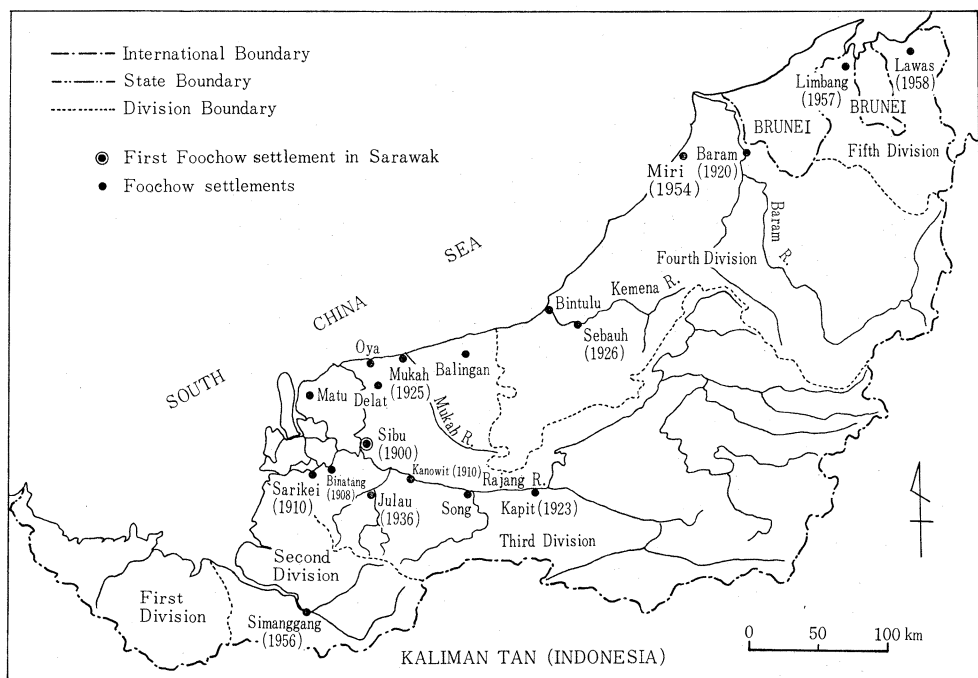 International Boundary
State Boundary
Division Boundary
First Foochow settlement in Sarawak
Foochow settlements
Limbang
(1957)
Lawas
(1958)
BRUNEI
BRUNEI
Fifth Division
Miri
(1954)
Baram
(1920)
Baram R.
SOUTH CHINA SEA
Fourth Division
Kemena R.
Bintulu
Sebauh
(1926)
Oya
Mukah
(1925)
Balingan
Matu
Delat
Mukah R.
Sibu
(1900)
Kanowit (1910)
Rajang R.
Binatang
(1908)
Sarikei
(1910)
Julau
(1936)
Song
Kapit (1923)
Third Division
Second
Division
First
Division
Simanggang
(1956)
0 50 100 km
KALIMAN TAN (INDONESIA)